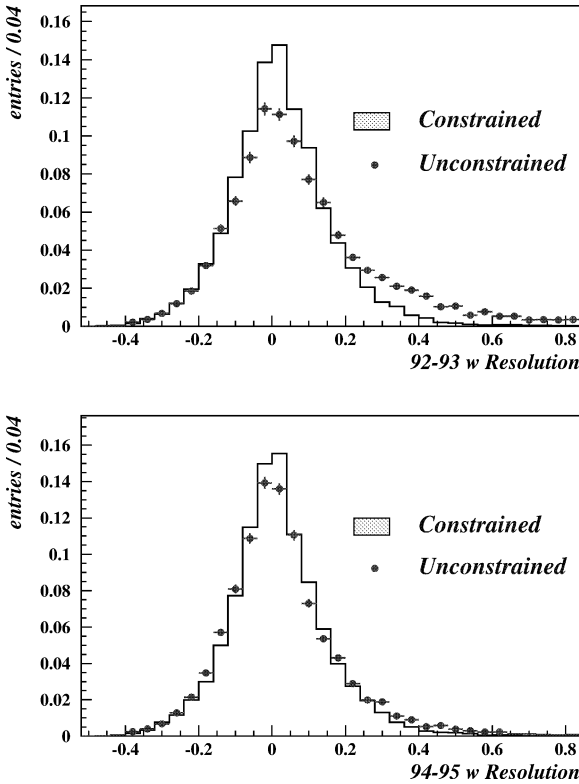 entries / 0.04
0.16
0.14
0.12
0.1
0.08
0.06
0.04
0.02
0
Constrained
Unconstrained
-0.4 -0.2 0 0.2 0.4 0.6 0.8
92-93 w Resolution
entries / 0.04
0.16
0.14
0.12
0.1
0.08
0.06
0.04
0.02
0
Constrained
Unconstrained
-0.4 -0.2 0 0.2 0.4 0.6 0.8
94-95 w Resolution